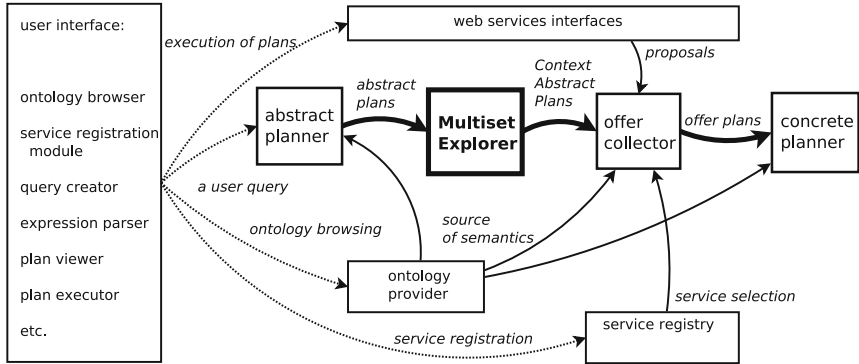 user interface:
ontology browser
service registration
module
query creator
expression parser
plan viewer
plan executor
etc.
execution of plans
web services interfaces
proposals
abstract
planner
abstract
plans
Multiset
Explorer
Context
Abstract
Plans
offer
collector
offer plans
concrete
planner
a user query
ontology browsing
source
of semantics
ontology
provider
service selection
service registration
service registry